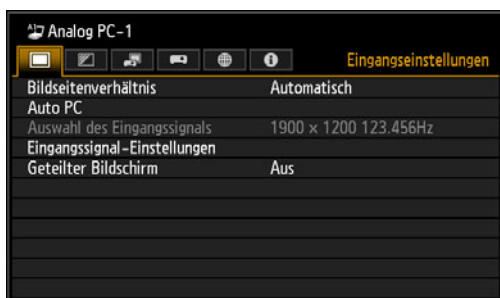 Analog PC-1
Eingangseinstellungen
Bildseitenverhältnis Automatisch
Auto PC
Auswahl des Eingangssignals 1900 × 1200 123.456Hz
Eingangssignal-Einstellungen
Geteilter Bildschirm Aus